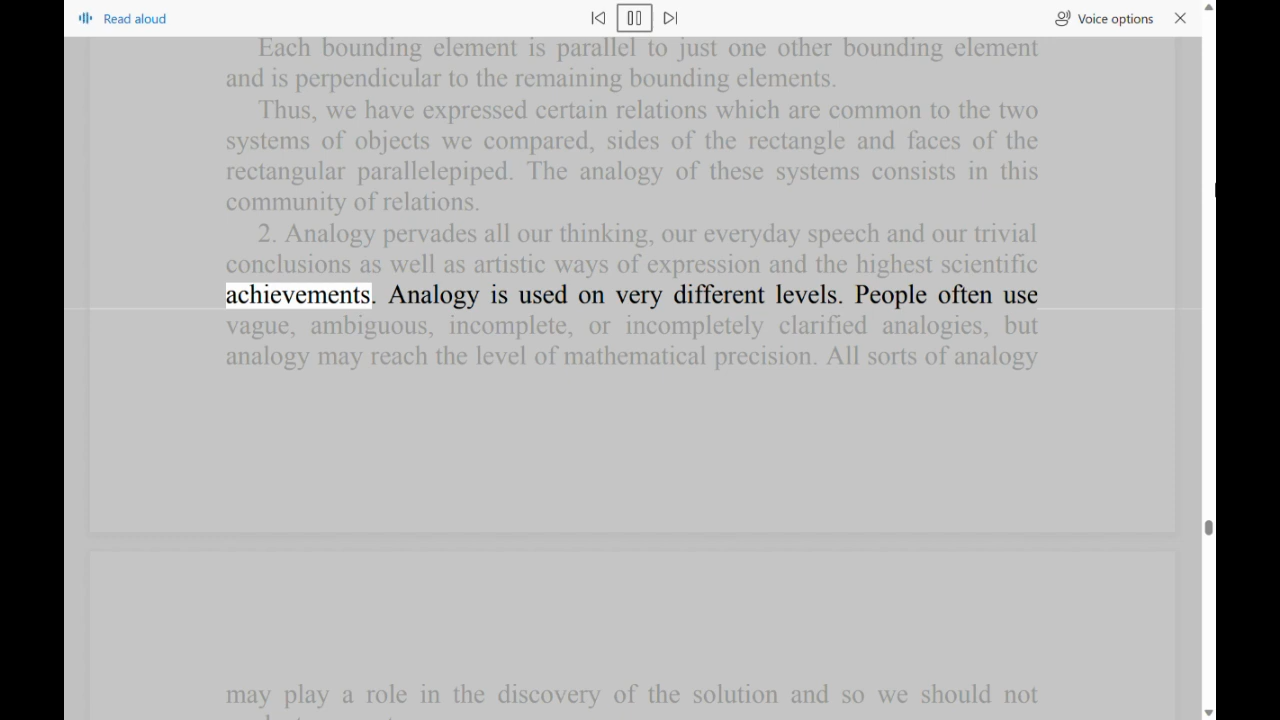 Read aloud
Voice options
Each bounding element is parallel to just one other bounding element
and is perpendicular to the remaining bounding elements.
Thus, we have expressed certain relations which are common to the two
systems of objects we compared, sides of the rectangle and faces of the
rectangular parallelepiped. The analogy of these systems consists in this
community of relations.
2. Analogy pervades all our thinking, our everyday speech and our trivial
conclusions as well as artistic ways of expression and the highest scientific
achievements. Analogy is used on very different levels. People often use
vague, ambiguous, incomplete, or incompletely clarified analogies, but
analogy may reach the level of mathematical precision. All sorts of analogy
may play a role in the discovery of the solution and so we should not